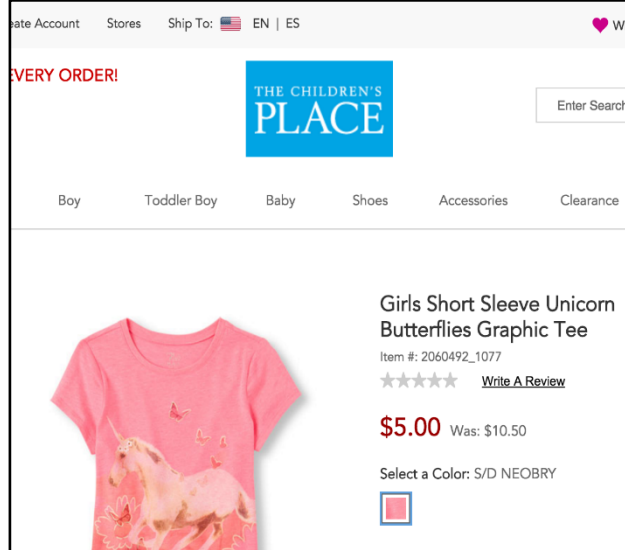 eate Account Stores Ship To: EN | ES W
EVERY ORDER!
THE CHILDREN'S
PLACE
Enter Search
Boy Toddler Boy Baby Shoes Accessories Clearance
Girls Short Sleeve Unicorn
Butterflies Graphic Tee
Item #: 2060492_1077
Write A Review
$5.00 Was: $10.50
Select a Color: S/D NEOBRY